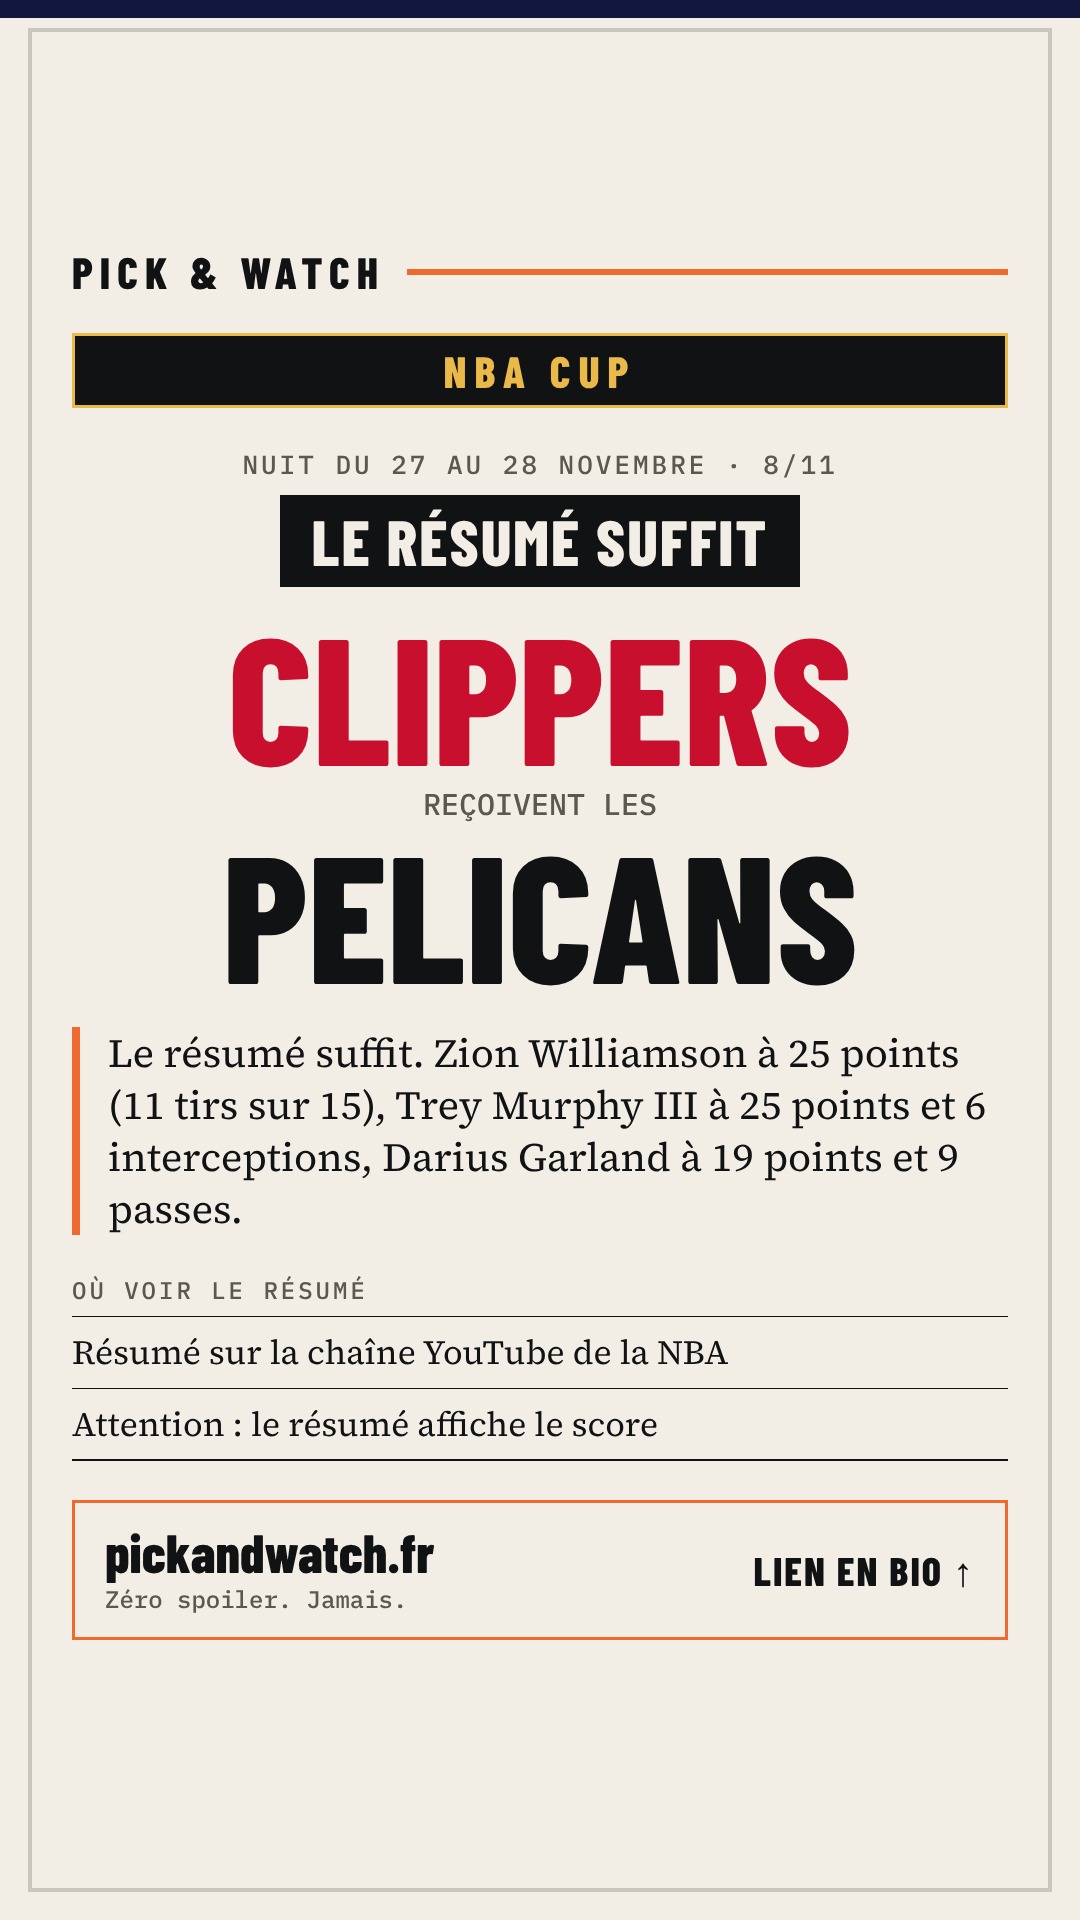 PICK & WATCH
NBA CUP
NUIT DU 27 AU 28 NOVEMBRE · 8/11
LE RÉSUMÉ SUFFIT
CLIPPERS
REÇOIVENT LES
PELICANS
Le résumé suffit. Zion Williamson à 25 points
(11 tirs sur 15), Trey Murphy III à 25 points et 6
interceptions, Darius Garland à 19 points et 9
passes.
OÙ VOIR LE RÉSUMÉ
Résumé sur la chaîne YouTube de la NBA
Attention : le résumé affiche le score
pickandwatch.fr
Zéro spoiler. Jamais.
LIEN EN BIO ↑